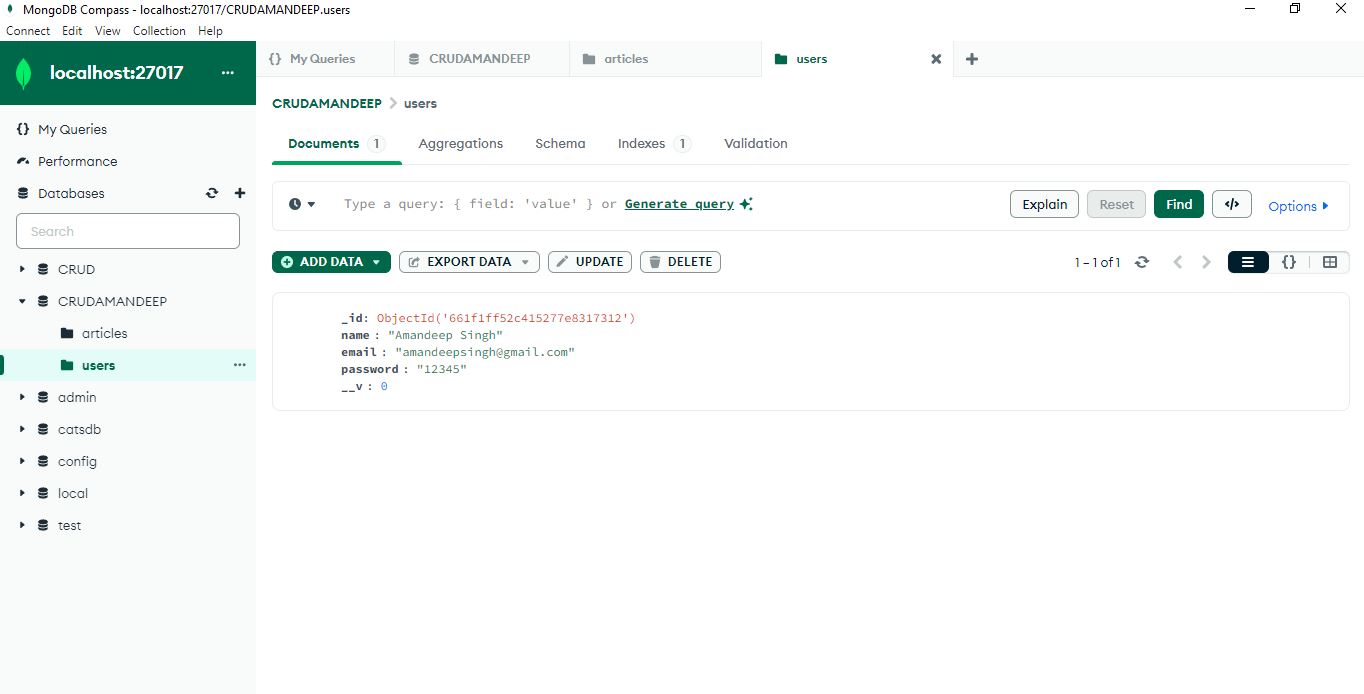 MongoDB Compass - localhost:27017/CRUDAMANDEEP.users
Connect Edit View Collection Help
localhost:27017 ...
{} My Queries
Performance
Databases
Search
CRUD
CRUDAMANDEEP
articles
users ...
admin
catsdb
config
local
test
{} My Queries CRUDAMANDEEP articles users
CRUDAMANDEEP > users
Documents 1 Aggregations Schema Indexes 1 Validation
Type a query: { field: 'value' } or Generate query Explain Reset Find </> Options
ADD DATA EXPORT DATA UPDATE DELETE 1 – 1 of 1 {}
_id: ObjectId('661f1ff52c415277e8317312')
name : "Amandeep Singh"
email : "amandeepsingh@gmail.com"
password : "12345"
__v : 0